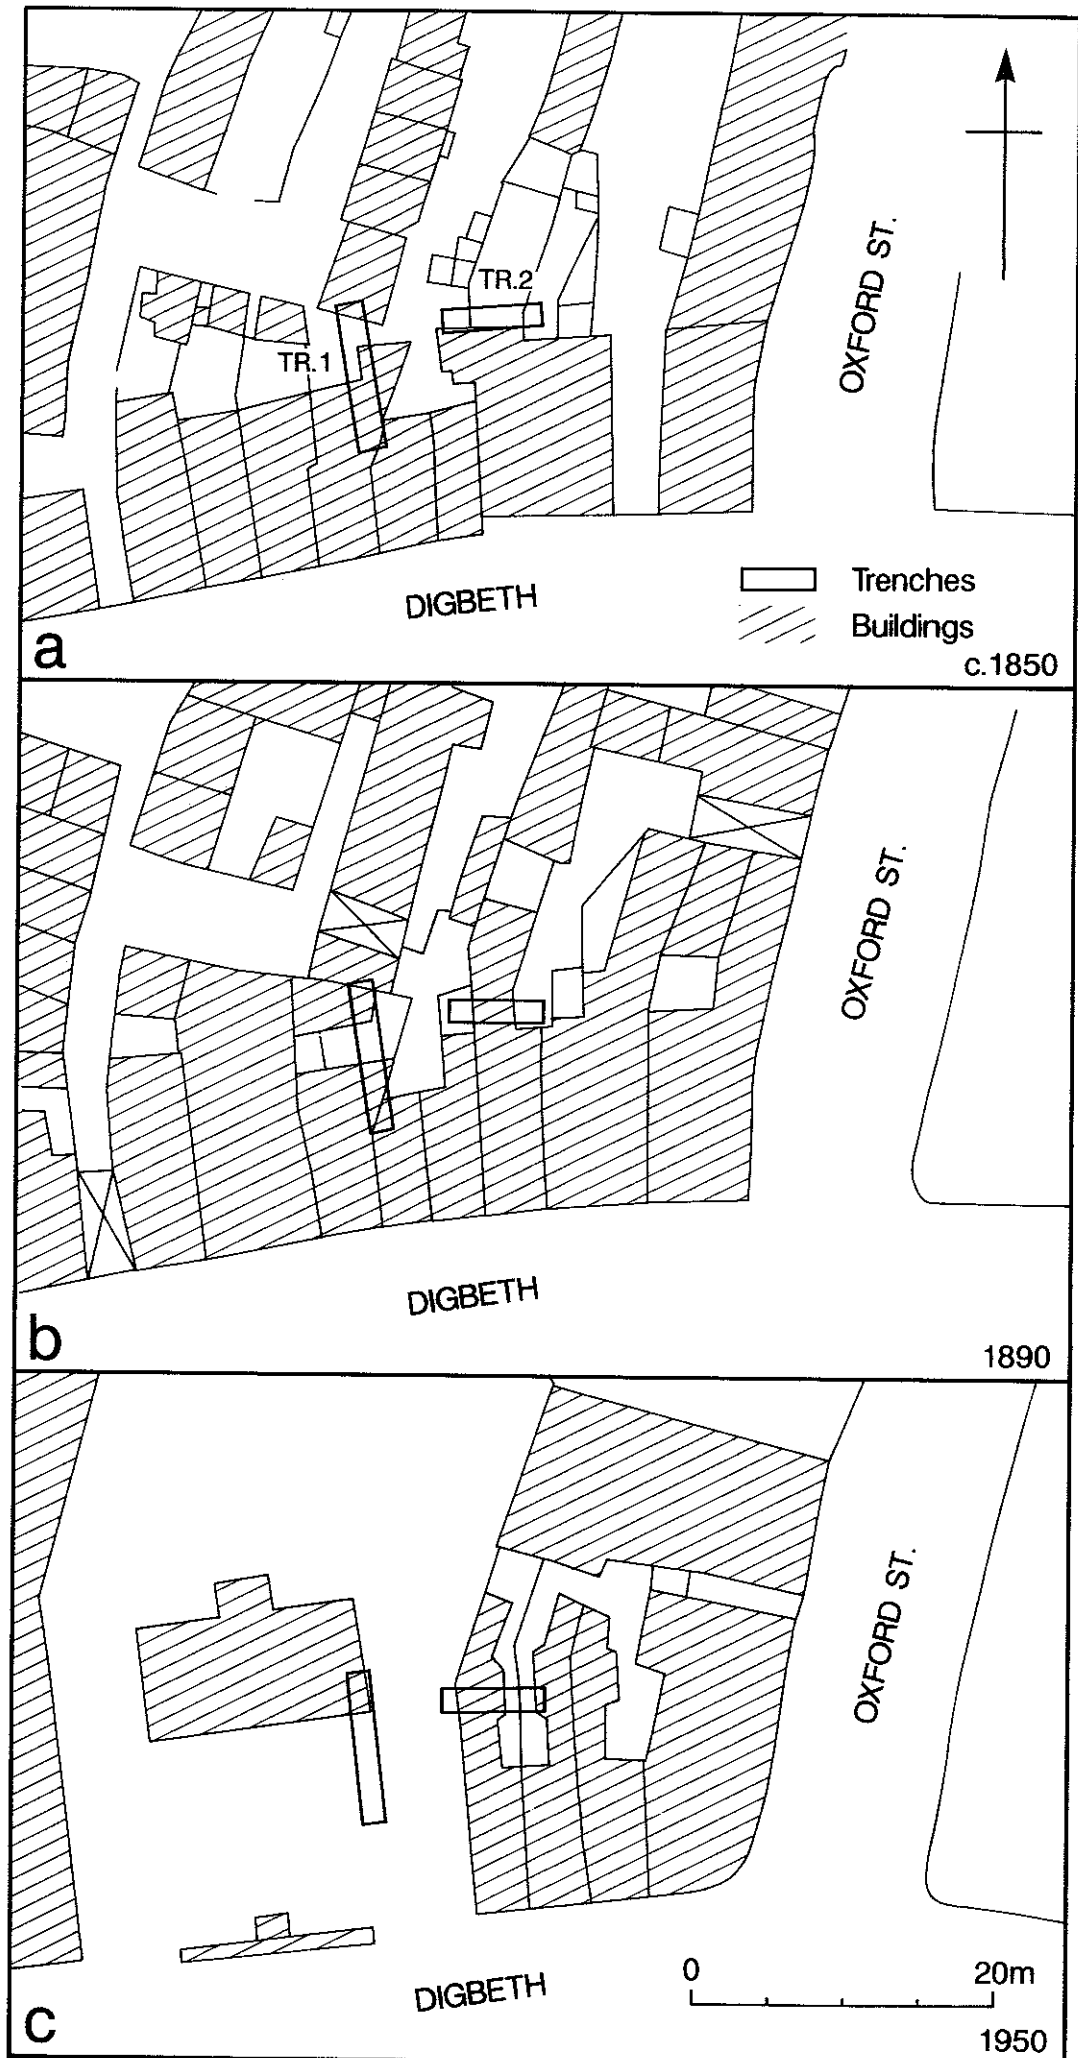 TR.2
OXFORD ST.
TR.1
DIGBETH
Trenches
Buildings
a
c.1850
OXFORD ST.
DIGBETH
b
1890
OXFORD ST.
DIGBETH
0 20m
c
1950